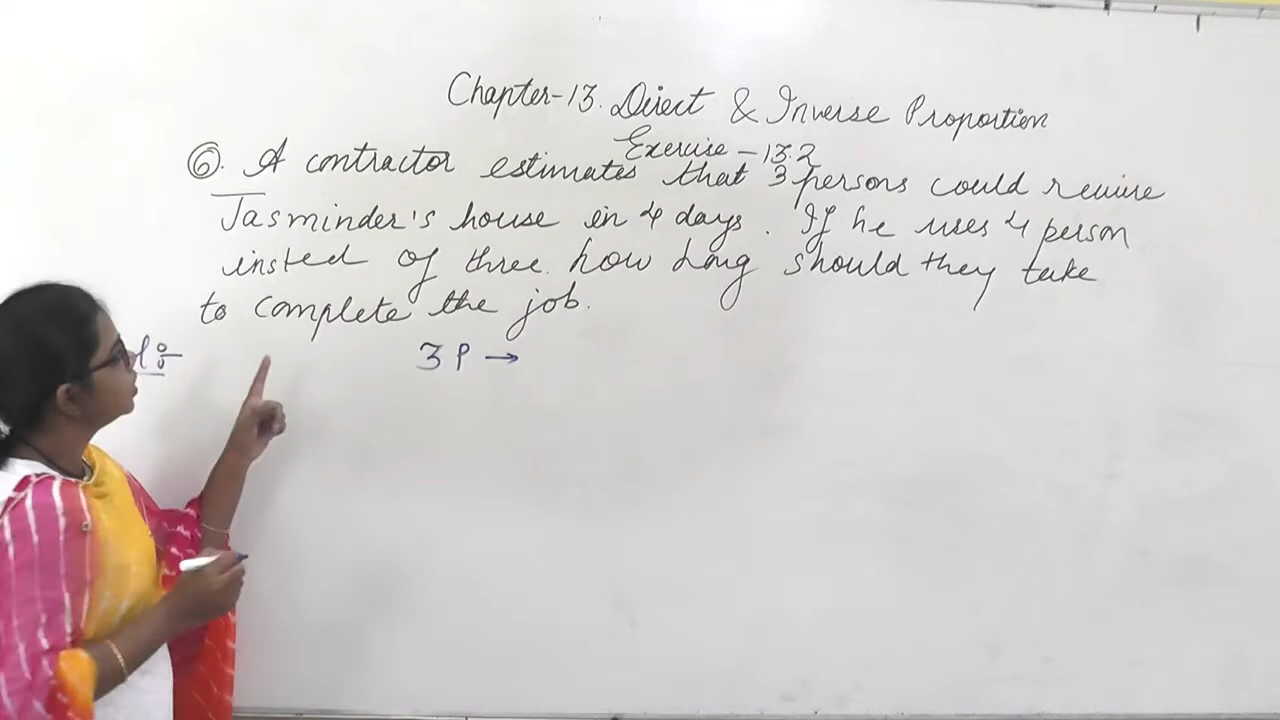 Chapter-13. Direct & Inverse Proportion
Exercise - 13.2
6. A contractor estimates that 3 persons could rewire
Jasminder's house in 4 days. If he uses 4 person
insted of three how long should they take
to complete the job.
3P →